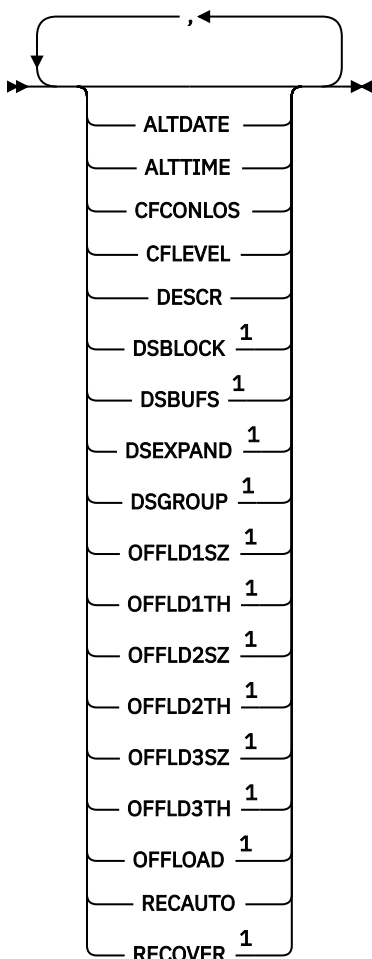 ,
ALTDATE
ALTTIME
CFCONLOS
CFLEVEL
DESCR
DSBLOCK 1
DSBUFS 1
DSEXPAND 1
DSGROUP 1
OFFLD1SZ 1
OFFLD1TH 1
OFFLD2SZ 1
OFFLD2TH 1
OFFLD3SZ 1
OFFLD3TH 1
OFFLOAD 1
RECAUTO
RECOVER 1